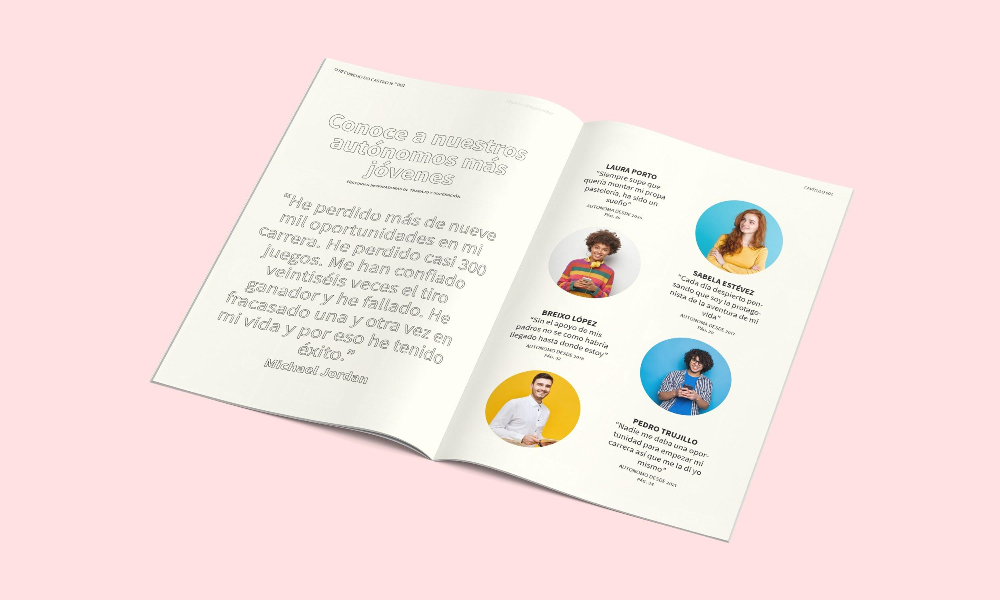 O RECUNCHO DO CASTRO N.º 001
ClipboardPageNumber
Conoce a nuestros
autónomos más
jóvenes
HISTORIAS INSPIRADORAS DE TRABAJO Y SUPERACIÓN
“He perdido más de nueve
mil oportunidades en mi
carrera. He perdido casi 300
juegos. Me han confiado
veintiséis veces el tiro
ganador y he fallado. He
fracasado una y otra vez en
mi vida y por eso he tenido
éxito.”
Michael Jordan
CAPÍTULO 001
LAURA PORTO
“Siempre supe que
quería montar mi propa
pastelería, ha sido un
sueño”
AUTONOMA DESDE 2020
PÁG. 25
SABELA ESTÉVEZ
“Cada día despierto pen-
sando que soy la protago-
nista de la aventura de mi
vida”
AUTONOMA DESDE 2017
PÁG. 29
BREIXO LÓPEZ
“Sin el apoyo de mis
padres no se como habría
llegado hasta donde estoy”
AUTONOMO DESDE 2018
PÁG. 32
PEDRO TRUJILLO
“Nadie me daba una opor-
tunidad para empezar mi
carrera así que me la di yo
mismo”
AUTONOMO DESDE 2021
PÁG. 34